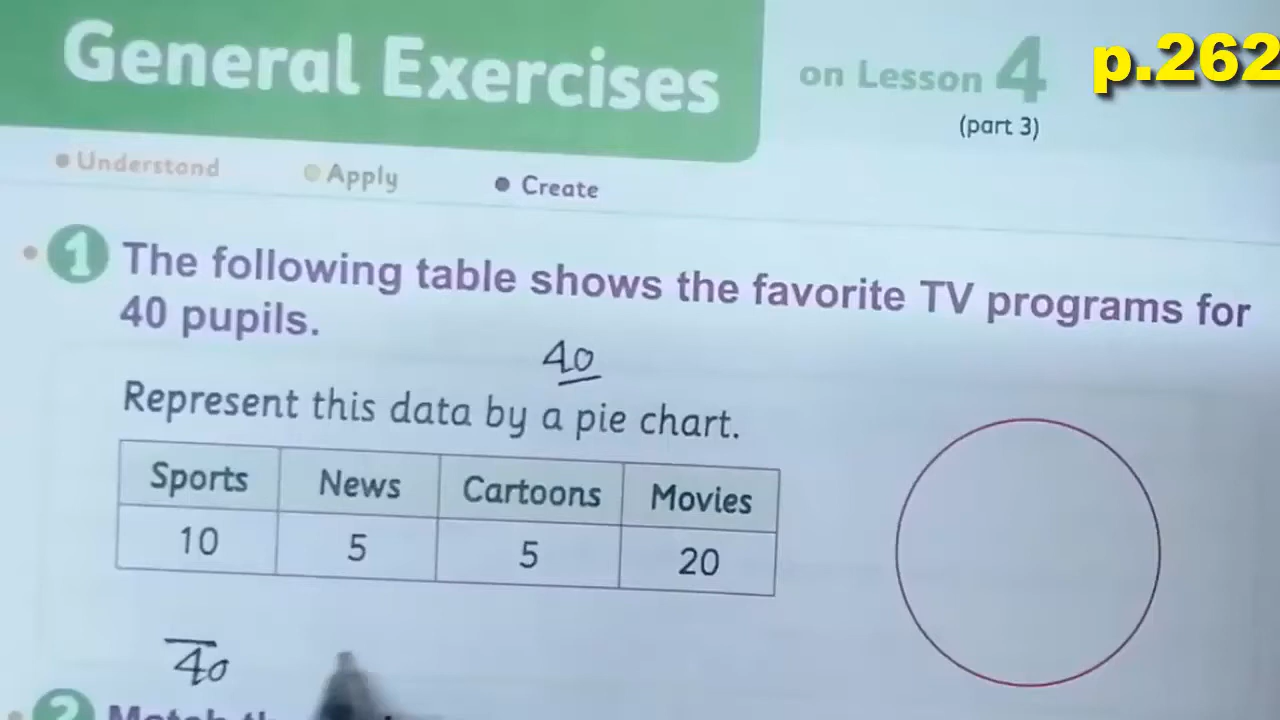 General Exercises
on Lesson 4
p.262
(part 3)
• Understand • Apply • Create
1 The following table shows the favorite TV programs for
40 pupils.
40
Represent this data by a pie chart.
Sports News Cartoons Movies
10 5 5 20
40
2